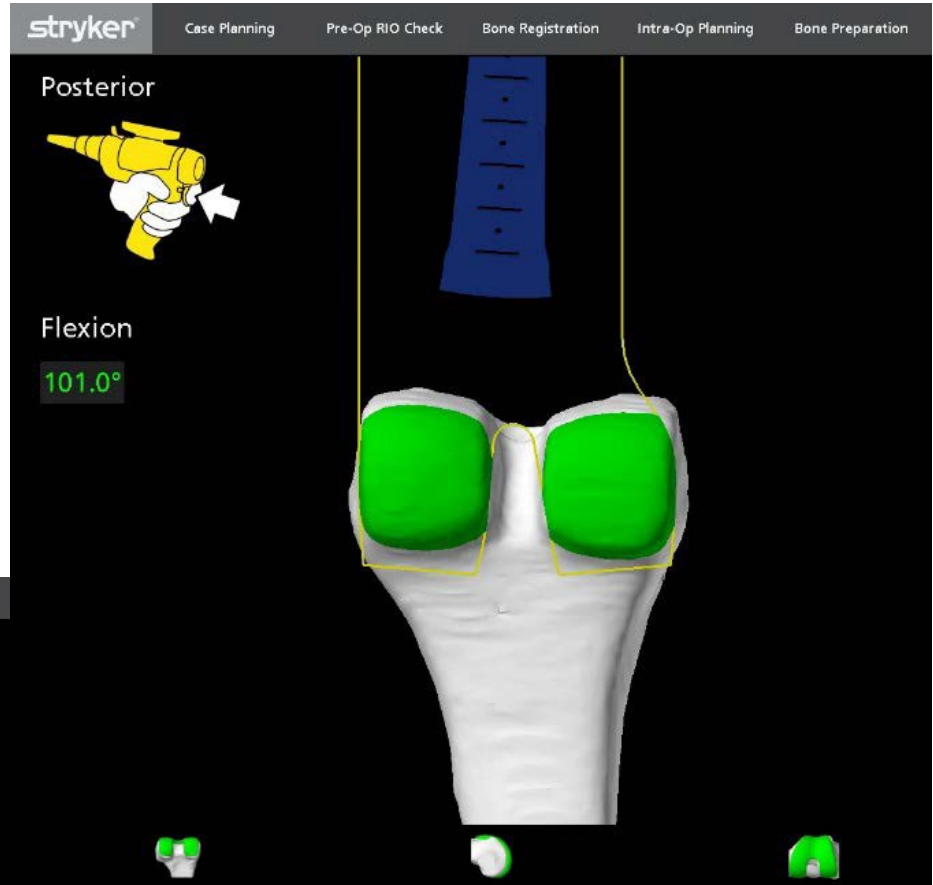 stryker
Case Planning
Pre-Op RIO Check
Bone Registration
Intra-Op Planning
Bone Preparation
Posterior
Flexion
101.0°